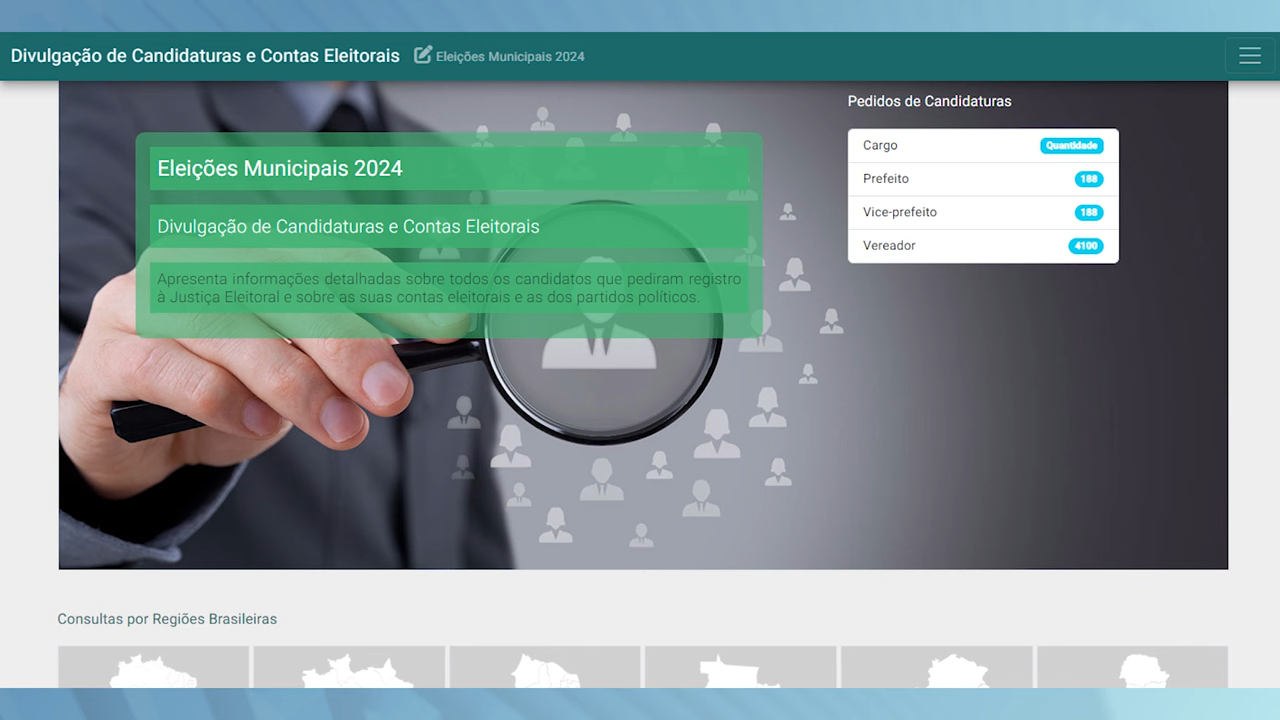 Divulgação de Candidaturas e Contas Eleitorais Eleições Municipais 2024
Eleições Municipais 2024
Divulgação de Candidaturas e Contas Eleitorais
Apresenta informações detalhadas sobre todos os candidatos que pediram registro
à Justiça Eleitoral e sobre as suas contas eleitorais e as dos partidos políticos.
Pedidos de Candidaturas
Cargo Quantidade
Prefeito 188
Vice-prefeito 188
Vereador 4100
Consultas por Regiões Brasileiras